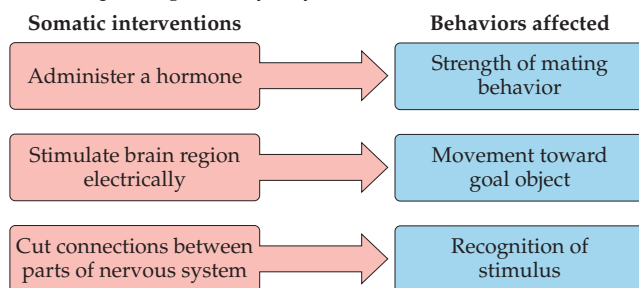 Somatic interventions
Behaviors affected
Administer a hormone
Strength of mating
behavior
Stimulate brain region
electrically
Movement toward
goal object
Cut connections between
parts of nervous system
Recognition of
stimulus